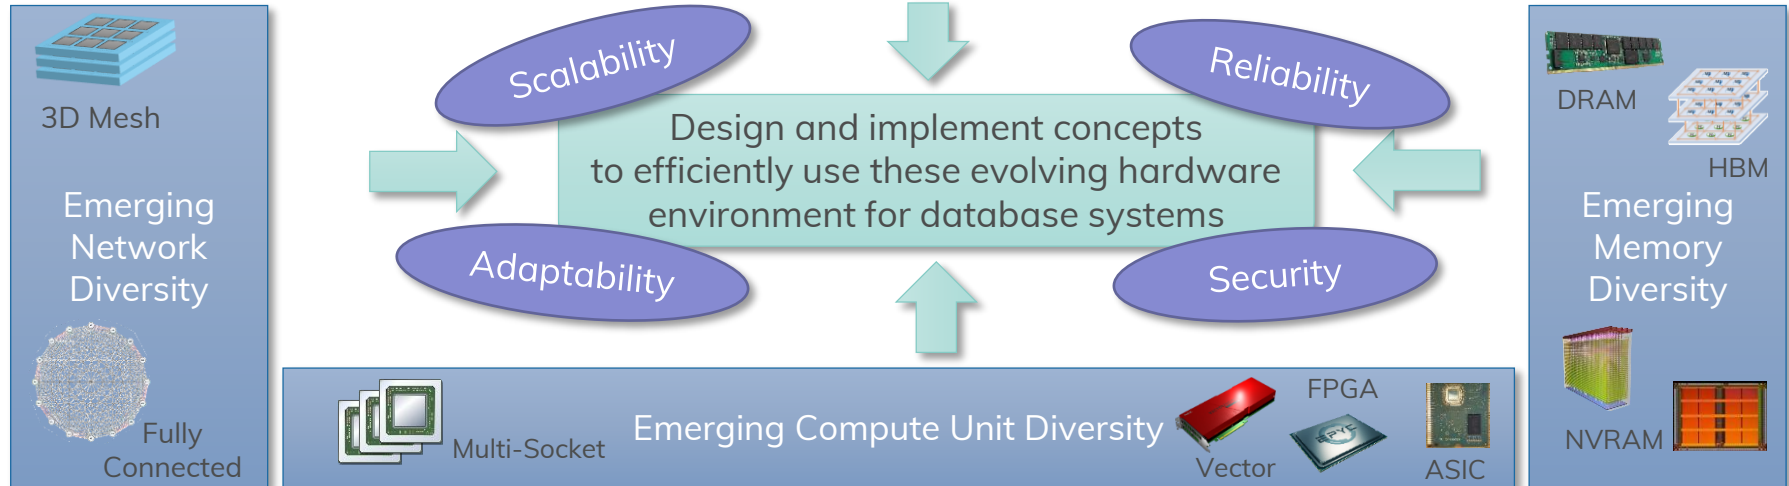 3D Mesh
Emerging
Network
Diversity
Fully
Connected
Scalability
Reliability
Design and implement concepts
to efficiently use these evolving hardware
environment for database systems
Adaptability
Security
Multi-Socket
Emerging Compute Unit Diversity
Vector
FPGA
EPYC
ASIC
DRAM
HBM
Emerging
Memory
Diversity
NVRAM